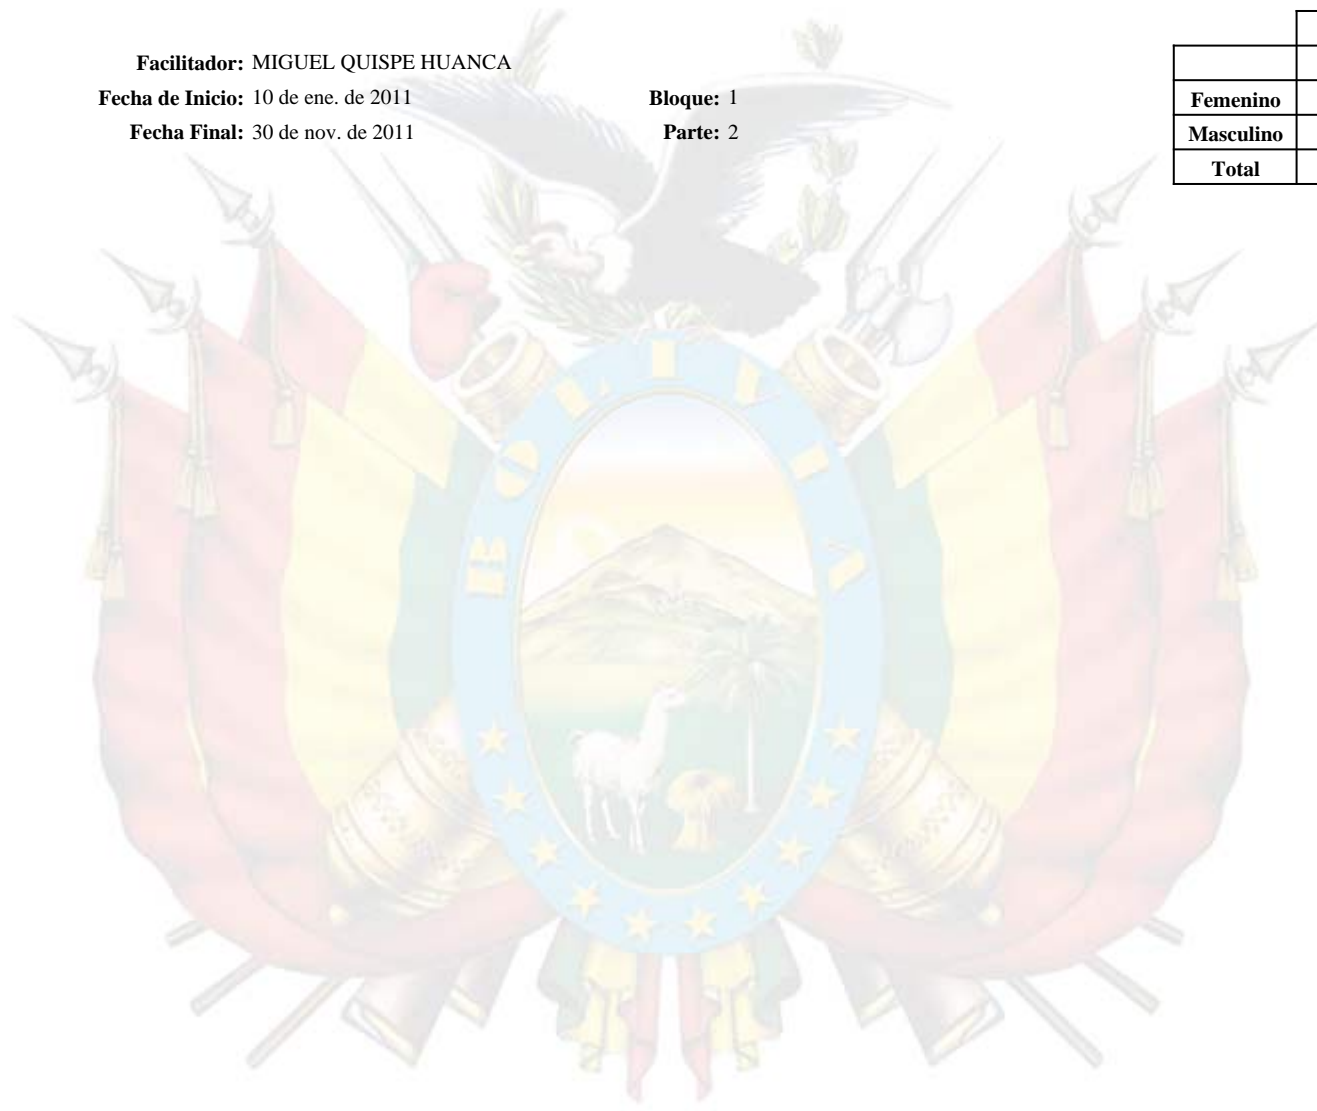 Facilitador: MIGUEL QUISPE HUANCA
Fecha de Inicio: 10 de ene. de 2011 Bloque: 1
Fecha Final: 30 de nov. de 2011 Parte: 2
Femenino
Masculino
Total
BOLIVIA